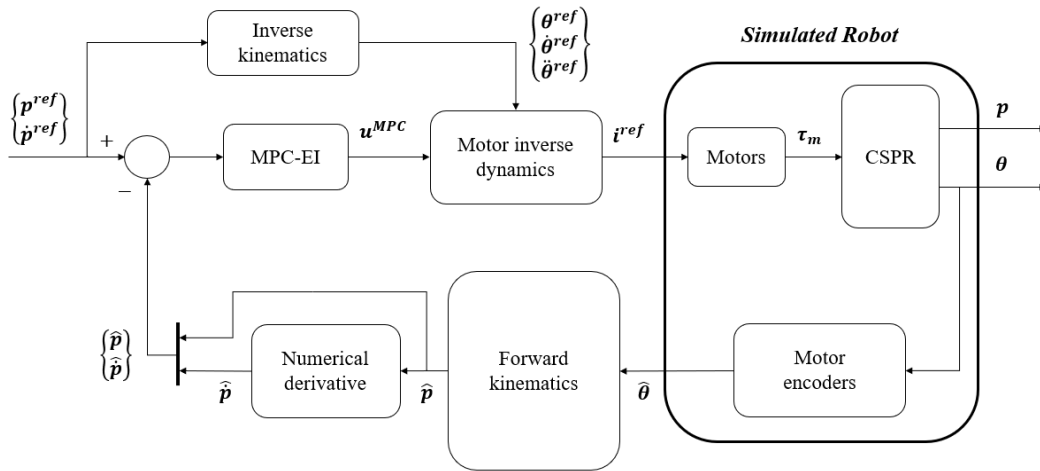 Inverse
kinematics
{θ^ref
θ̇^ref
θ̈^ref}
Simulated Robot
{p^ref
ṗ^ref}
+
−
MPC-EI
u^MPC
Motor inverse
dynamics
i^ref
Motors
τ_m
CSPR
p
θ
{p̂
ṗ̂}
Numerical
derivative
ṗ̂
p̂
Forward
kinematics
θ̂
Motor
encoders